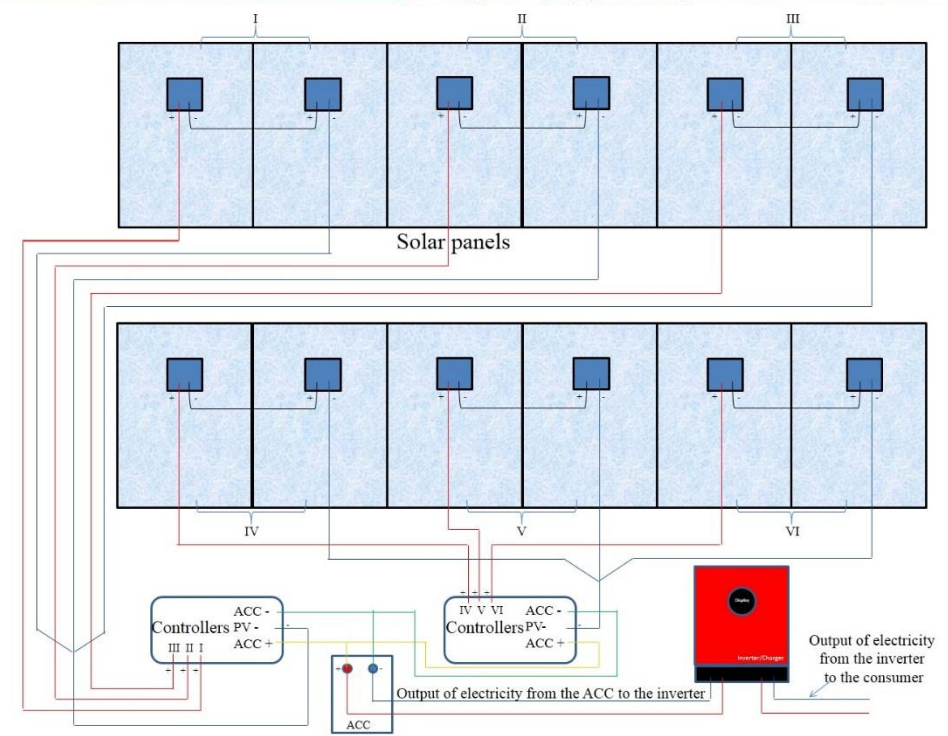 I II III
+ - + - + - + - + - + -
Solar panels
+ - + - + - + - + - + -
IV V VI
+ + +
IV V VI ACC -
Controllers PV-
ACC +
-
ACC -
Controllers PV -
ACC +
III II I
+ + +
-
+ -
ACC
Output of electricity from the ACC to the inverter
Display
Inverter/Charger
+ - + -
Output of electricity
from the inverter
to the consumer